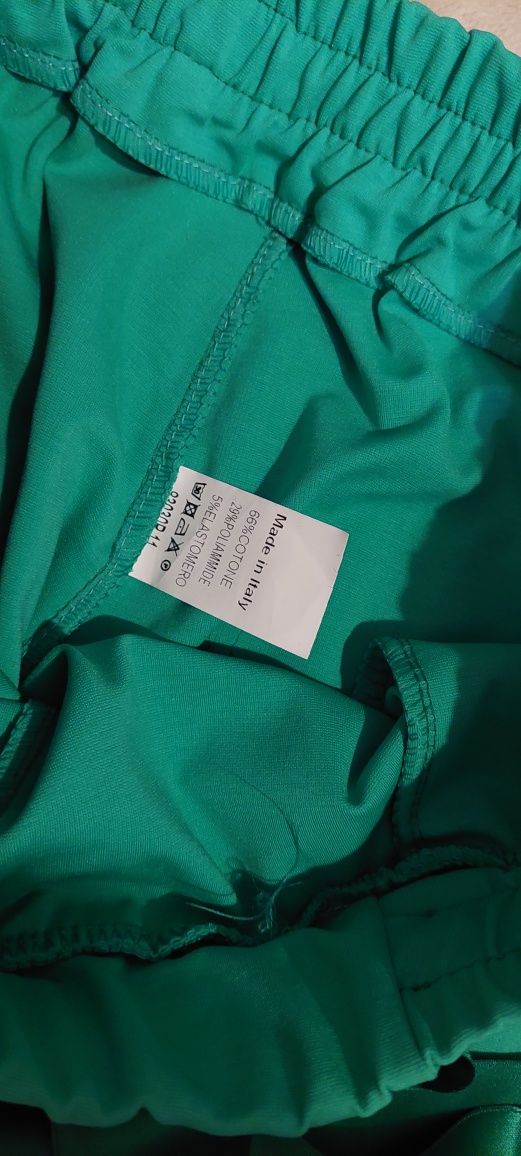 Made in Italy
66%COTONE
29%POLIAMMIDE
5%ELASTOMERO